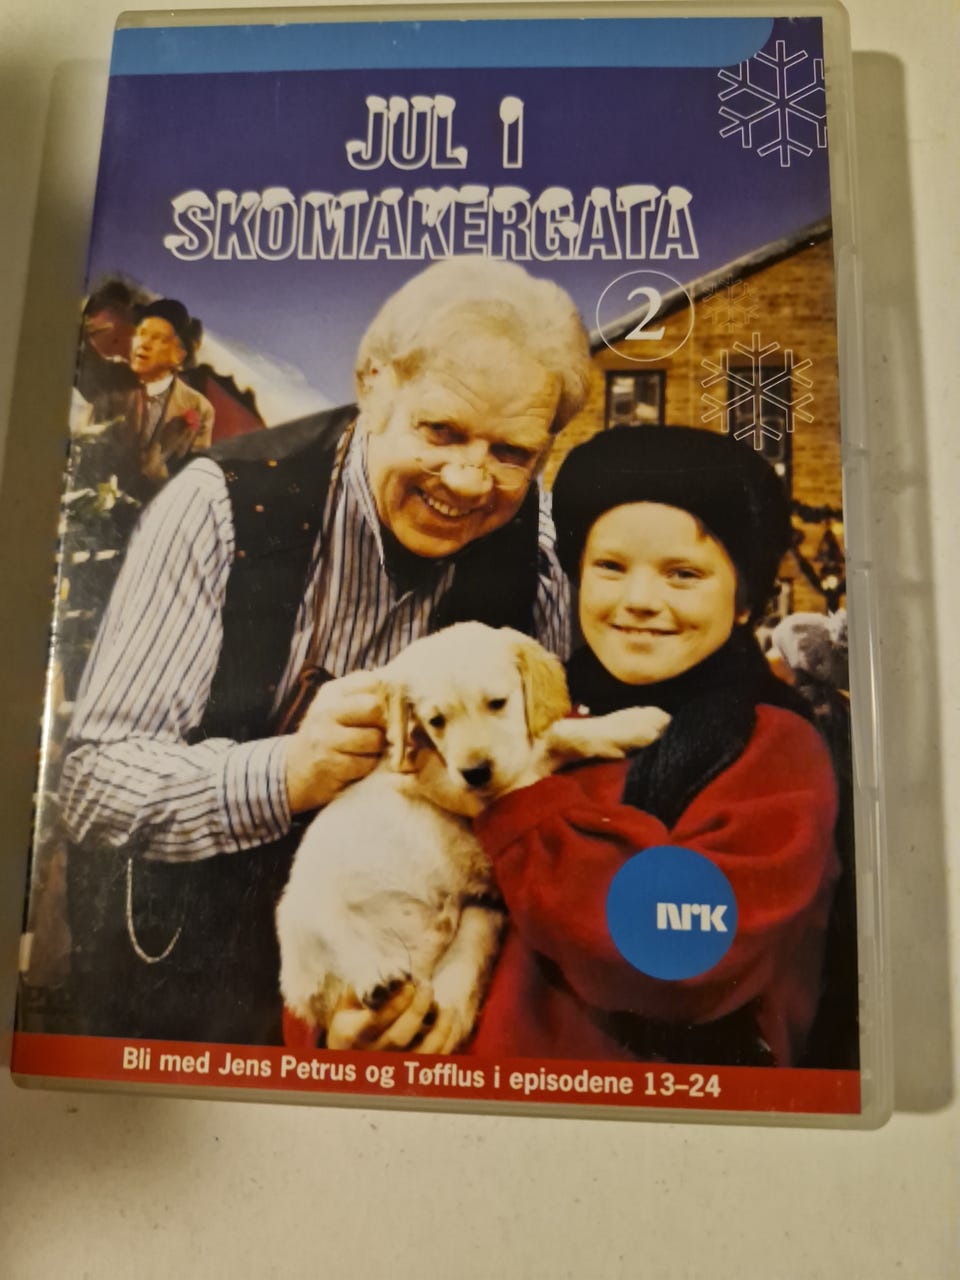 JUL I
SKOMAKERGATA
2
NRK
Bli med Jens Petrus og Tøfflus i episodene 13–24